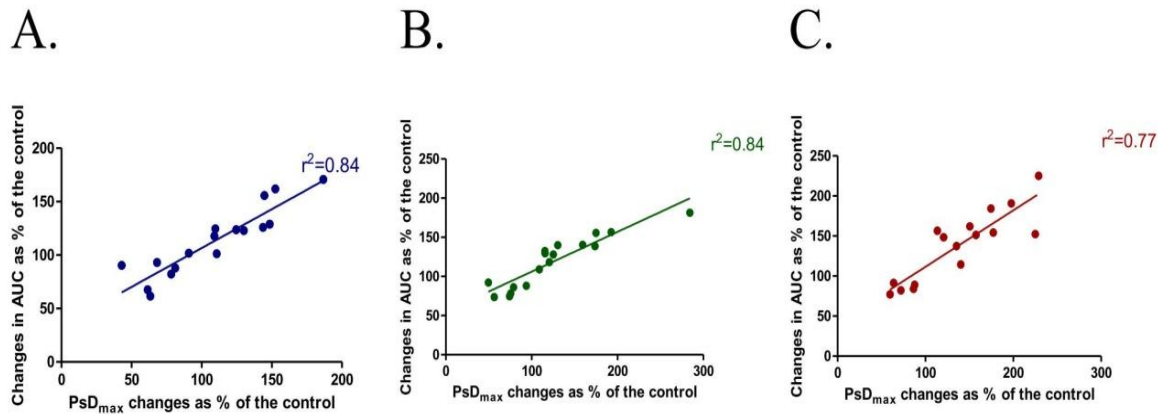 A.
B.
C.
Changes in AUC as % of the control
200
150
100
50
0
0
50
100
150
200
r²=0.84
PsD_max changes as % of the control
Changes in AUC as % of the control
250
200
150
100
50
0
0
100
200
300
r²=0.84
PsD_max changes as % of the control
Changes in AUC as % of the control
250
200
150
100
50
0
0
100
200
300
r²=0.77
PsD_max changes as % of the control